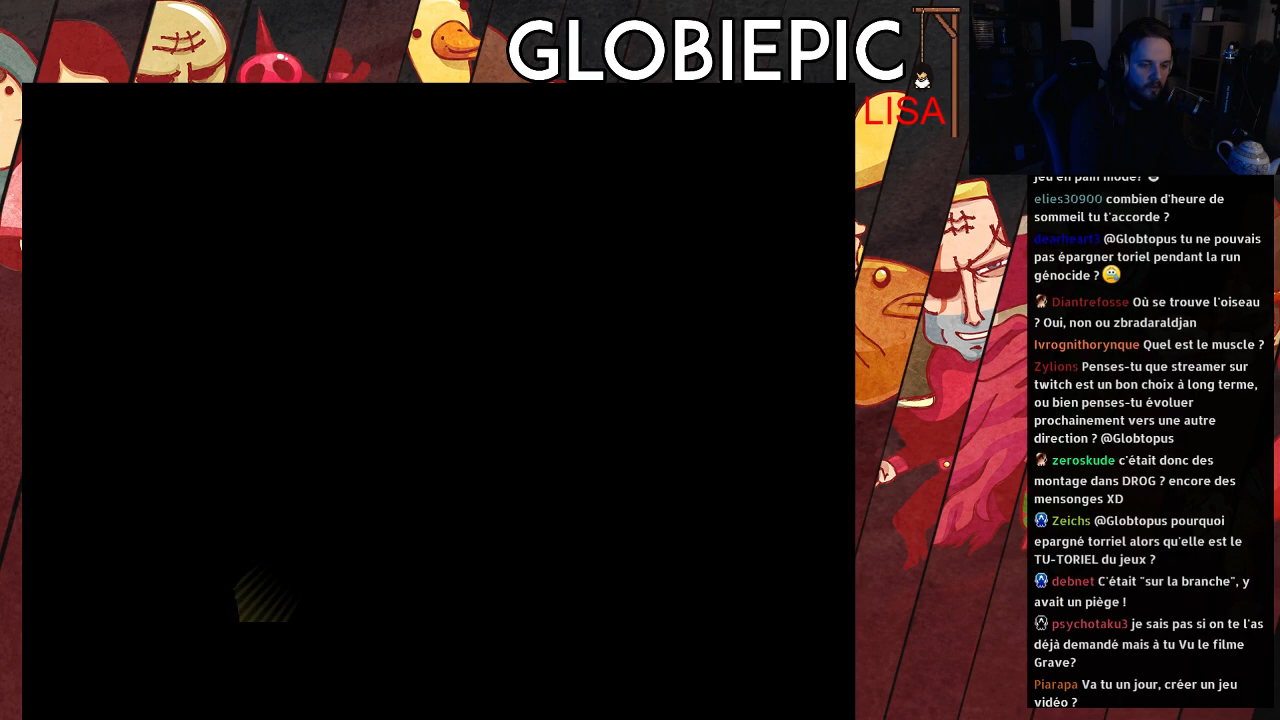 GLOBIEPIC
LISA
jeu en pain mode?
elies30900 combien d'heure de
sommeil tu t'accorde ?
dearheart3 @Globtopus tu ne pouvais
pas épargner toriel pendant la run
génocide ?
Diantrefosse Où se trouve l'oiseau
? Oui, non ou zbradaraldjan
Ivrognithorynque Quel est le muscle ?
Zylions Penses-tu que streamer sur
twitch est un bon choix à long terme,
ou bien penses-tu évoluer
prochainement vers une autre
direction ? @Globtopus
zeroskude c'était donc des
montage dans DROG ? encore des
mensonges XD
Zeichs @Globtopus pourquoi
epargné torriel alors qu'elle est le
TU-TORIEL du jeux ?
debnet C'était "sur la branche", y
avait un piège !
psychotaku3 je sais pas si on te l'as
déjà demandé mais à tu Vu le filme
Grave?
Piarapa Va tu un jour, créer un jeu
vidéo ?